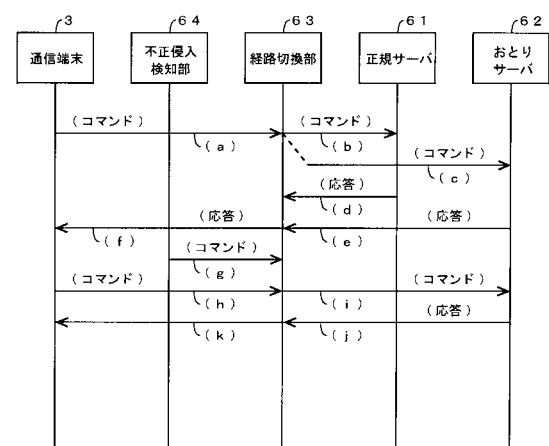 3
64
63
61
62
通信端末
不正侵入
検知部
経路切換部
正規サーバ
おとり
サーバ
(コマンド)
(a)
(コマンド)
(b)
(コマンド)
(c)
(応答)
(d)
(応答)
(f)
(応答)
(e)
(コマンド)
(g)
(コマンド)
(h)
(コマンド)
(i)
(応答)
(k)
(j)